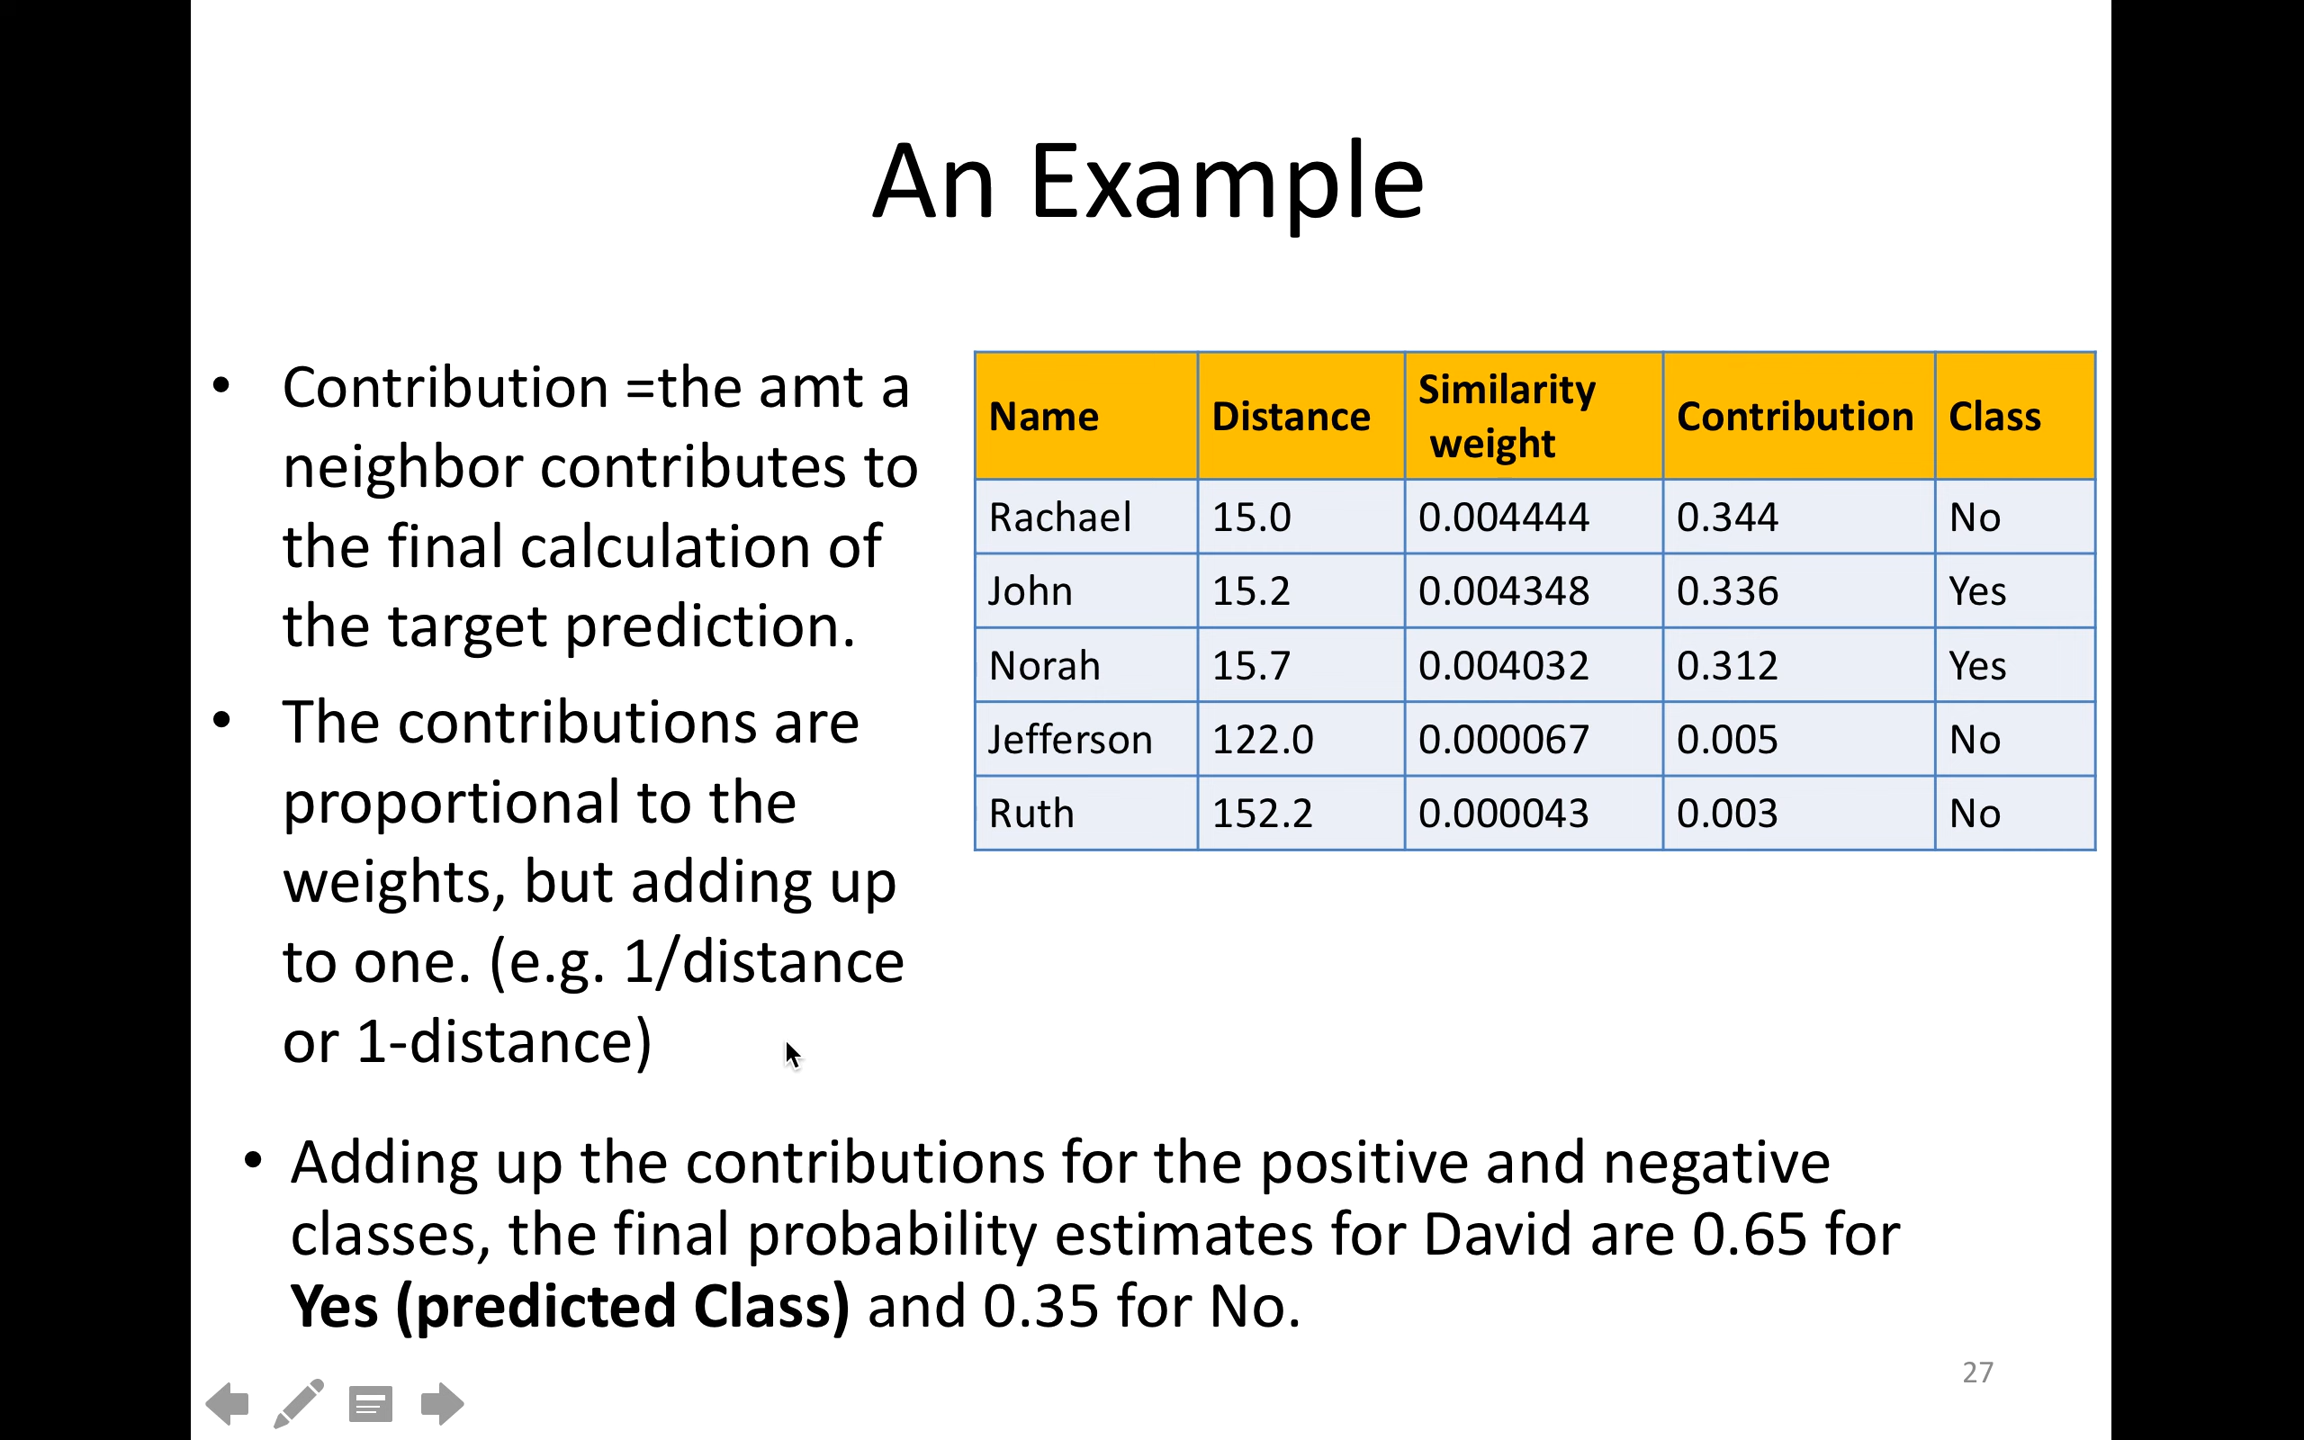 An Example
• Contribution =the amt a
neighbor contributes to
the final calculation of
the target prediction.
• The contributions are
proportional to the
weights, but adding up
to one. (e.g. 1/distance
or 1-distance)
Name Distance Similarity weight Contribution Class
Rachael 15.0 0.004444 0.344 No
John 15.2 0.004348 0.336 Yes
Norah 15.7 0.004032 0.312 Yes
Jefferson 122.0 0.000067 0.005 No
Ruth 152.2 0.000043 0.003 No
• Adding up the contributions for the positive and negative
classes, the final probability estimates for David are 0.65 for
Yes (predicted Class) and 0.35 for No.
27